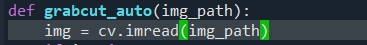 def grabcut_auto(img_path):
    img = cv.imread(img_path)